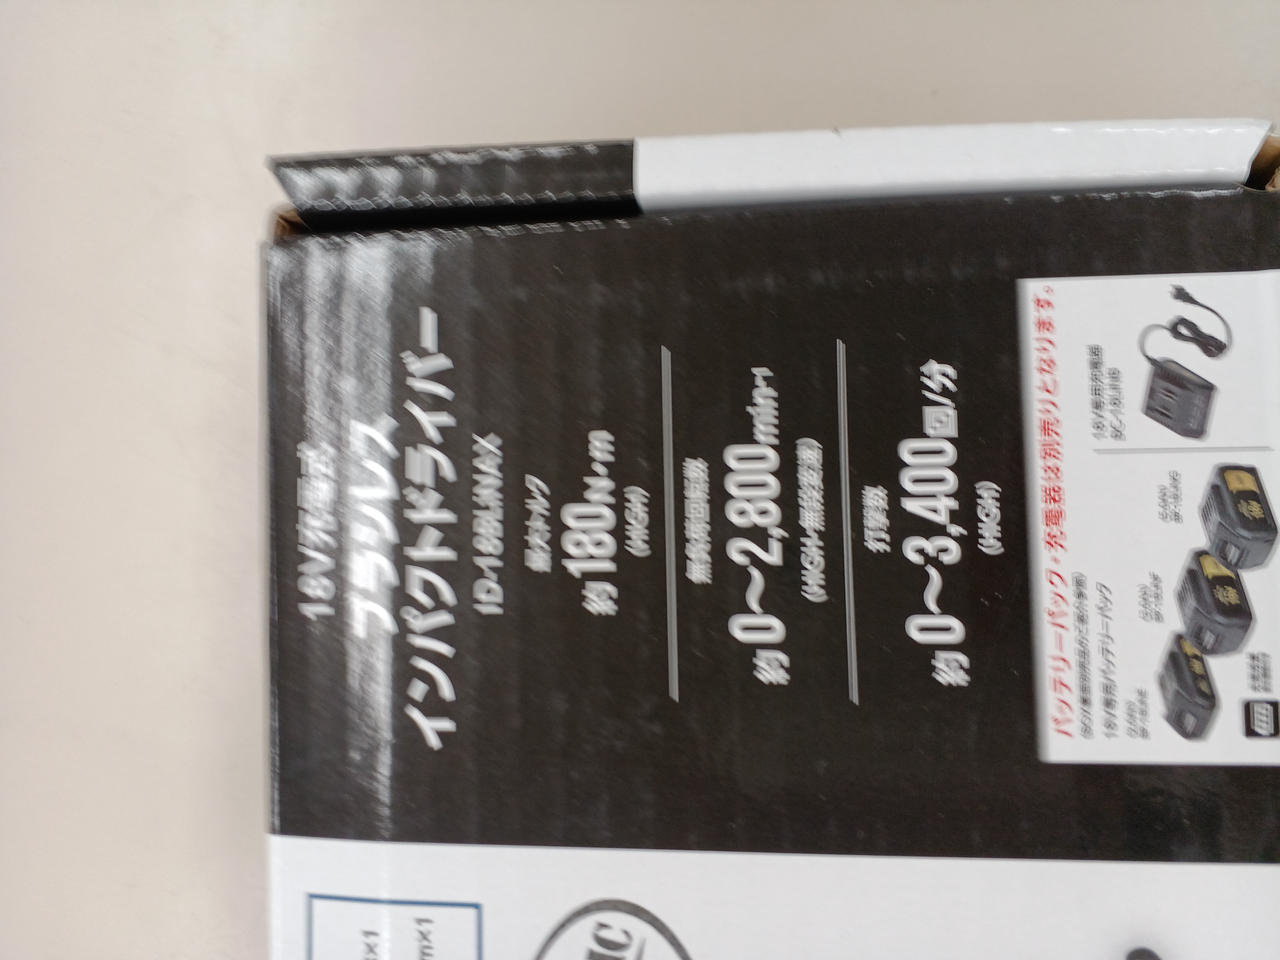 18V充電式
ブラシレス
インパクトドライバー
ID-18BLINAX
最大トルク
約180N・m
(HIGH)
無負荷回転数
約0〜2,800min-1
(HIGH・無段変速)
打撃数
約0〜3,400回/分
(HIGH)
バッテリーパック・充電器は別売りとなります。
18V専用バッテリーパック
18V専用充電器
×1
m×1